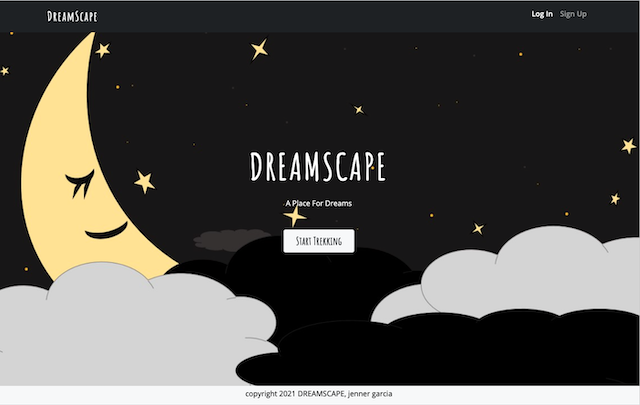 DreamScape
Log In Sign Up
DREAMSCAPE
A Place For Dreams
Start Trekking
copyright 2021 DREAMSCAPE, jenner garcia